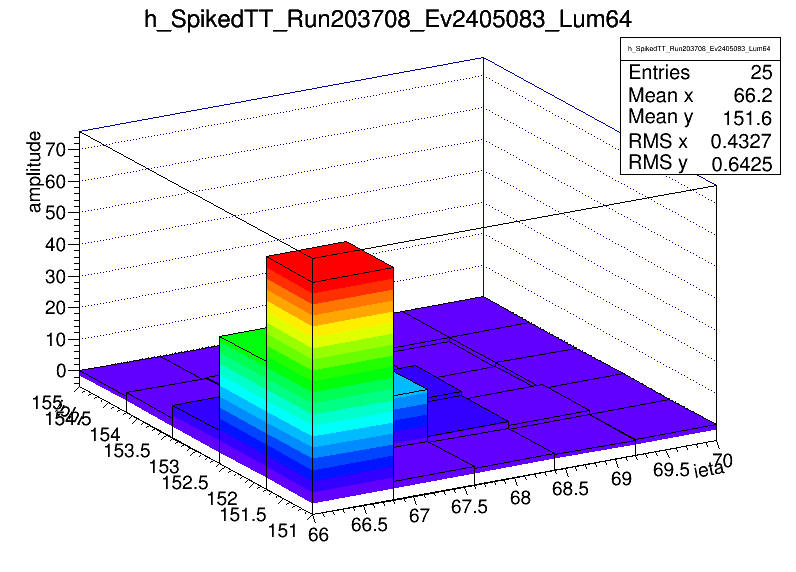 h_SpikedTT_Run203708_Ev2405083_Lum64
h_SpikedTT_Run203708_Ev2405083_Lum64
Entries 25
Mean x 66.2
Mean y 151.6
RMS x 0.4327
RMS y 0.6425
amplitude
70
60
50
40
30
20
10
0
155
154.5
154
153.5
153
152.5
152
151.5
151
66
66.5
67
67.5
68
68.5
69
69.5
70
ieta